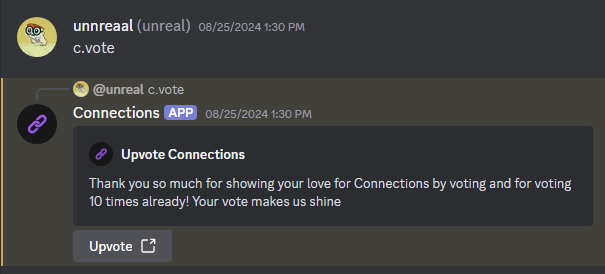 unnreaal (unreal) 08/25/2024 1:30 PM
c.vote
@unreal c.vote
Connections APP 08/25/2024 1:30 PM
Upvote Connections
Thank you so much for showing your love for Connections by voting and for voting
10 times already! Your vote makes us shine
Upvote